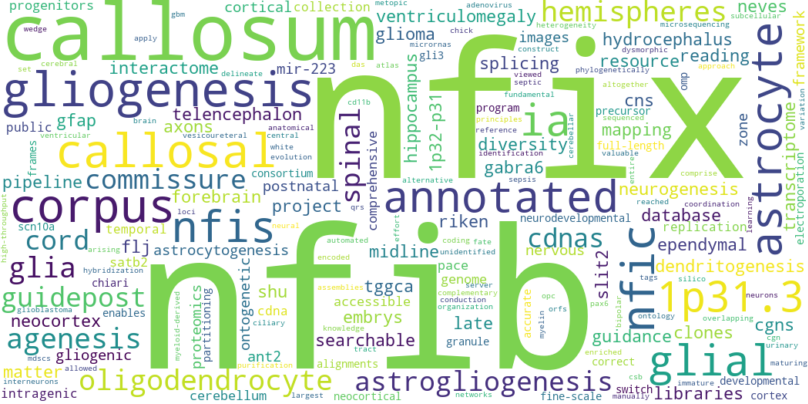 progenitors cortical collection
adenovirus
hemispheres
neves
framework
gbm
ventriculomegaly
callosum
wedge apply
micrornas chick
heterogeneity microsequencing subcellular
construct dysmorphic
phylogenetically
glioma images hydrocephalus
gli3
set cerebral das atlas
delineate
interactome mir-223
splicing
resource reading
viewed septic altogether approach
gliogenesis
nfix
astrocyte
cd11b
fundamental
cns precursor omp
telencephalon
program
public gfap axons
hippocampus
1p32-p31
ia
mapping zone
variation
anatomical
ventricular brain vesicoureteral central
principles
reference
diversity
cerebellar
sequenced
full-length
frames
callosal
white evolution
spinal
comprehensive
identification valuable
transcriptome
electroporation
pipeline consortium
gabra6
entire
comprise
commissure
alternative sepsis
neurogenesis
learning
corpus
forebrain postnatal
annotated
reached coordination
high-throughput
loci
project qrs
effort
riken neurodevelopmental
database
replication
nfis
temporal neural
nfib
cord
scn10a
flj
arising
astrocytogenesis
midline
nervous
cdnas
nfic
ependymal
satb2
automated
encoded
coding fate
unidentified
slit2
tags silico
dendritogenesis
glia
hybridization
chiari
myeloid-derived
proteomics
partitioning
ontogenetic
shu
assemblies
tggca
pace
server
genome
complementary
conduction
organization
opc
orfs
myelin
pax6
bipolar
neurons
ontology
1p31.3
guidepost
glioblastoma enables
cdna
ciliary
accessible
embrys
late
granule
accurate
guidance clones cgns
overlapping
neocortex
agenesis
gliogenic
ant2
searchable
knowledge
alignments
tract
enriched
correct
csb
glial
cgn
urinary
maturing
matter
mdscs
interneurons allowed
oligodendrocyte
purification
astrogliogenesis
switch immature developmental
manually
intragenic
cerebellum largest neocortical networks
fine-scale
libraries cortex